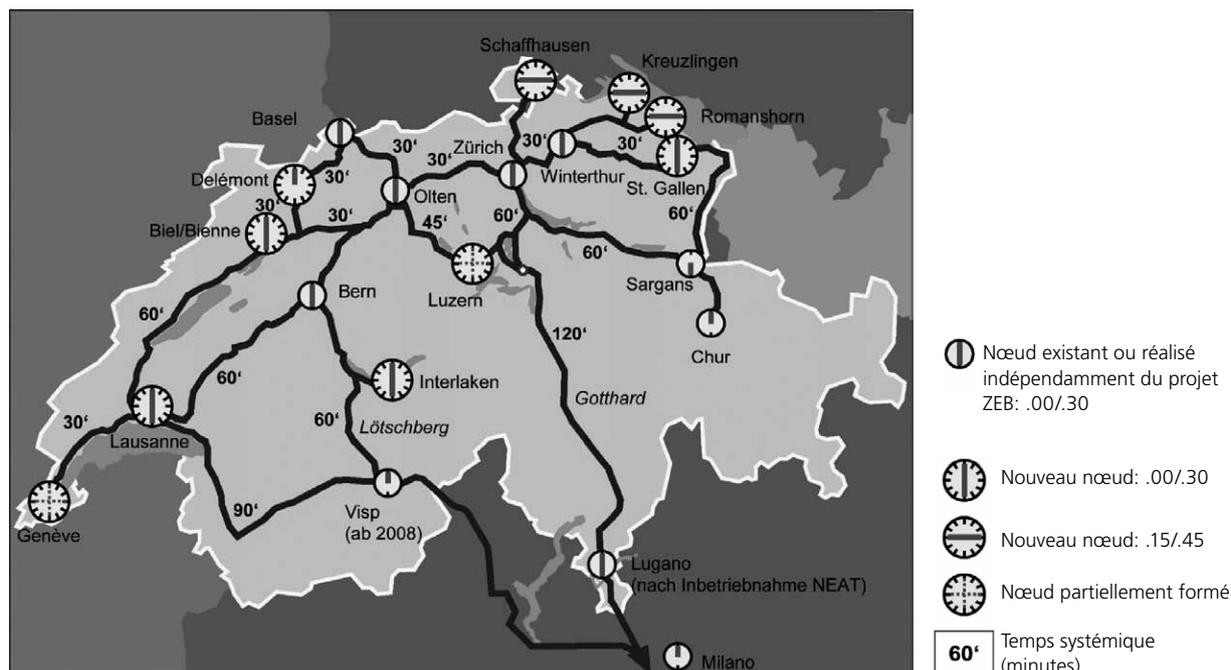 Schaffhausen
Kreuzlingen
Basel
Romanshorn
30‘
Zürich
30‘
30‘
30‘
Winterthur
St. Gallen
Delémont
30‘
Olten
30‘
30‘
45‘
60‘
60‘
Biel/Bienne
60‘
Sargans
Bern
Luzern
60‘
120‘
Chur
60‘
Interlaken
Gotthard
30‘
60‘
Lötschberg
Lausanne
90‘
Genève
Visp
(ab 2008)
Lugano
(nach Inbetriebnahme NEAT)
Milano
Nœud existant ou réalisé
indépendamment du projet
ZEB: .00/.30
Nouveau nœud: .00/.30
Nouveau nœud: .15/.45
Nœud partiellement formé
60‘
Temps systémique
(minutes)